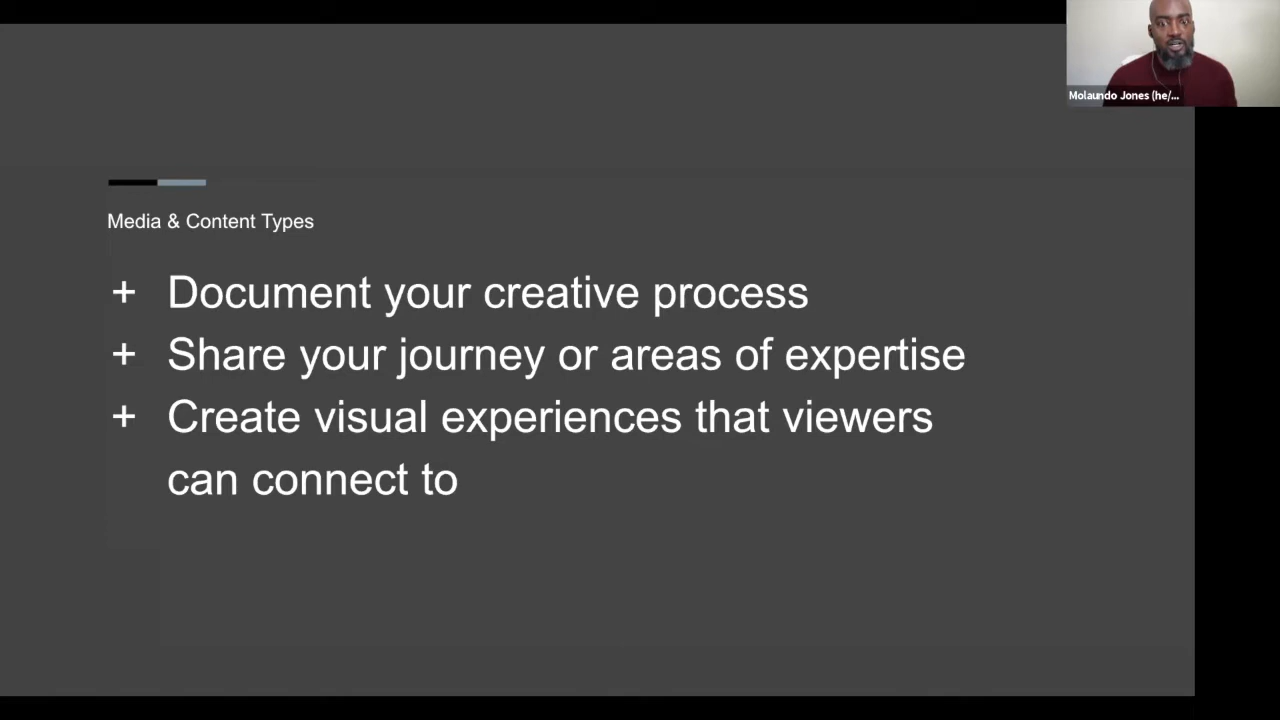 Molaundo Jones (he/...
Media & Content Types
+ Document your creative process
+ Share your journey or areas of expertise
+ Create visual experiences that viewers
can connect to